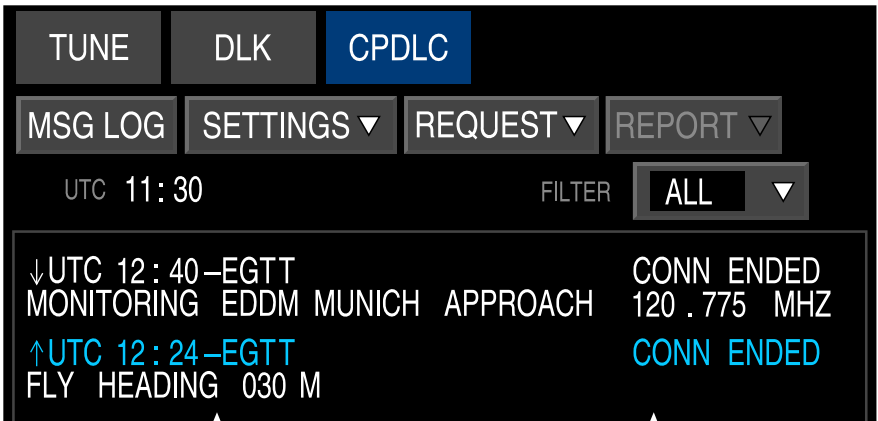 TUNE DLK CPDLC
MSG LOG SETTINGS ▼ REQUEST ▼ REPORT ▽
UTC 11:30 FILTER ALL ▼
↓UTC 12:40–EGTT CONN ENDED
MONITORING EDDM MUNICH APPROACH 120.775 MHZ
↑UTC 12:24–EGTT CONN ENDED
FLY HEADING 030 M